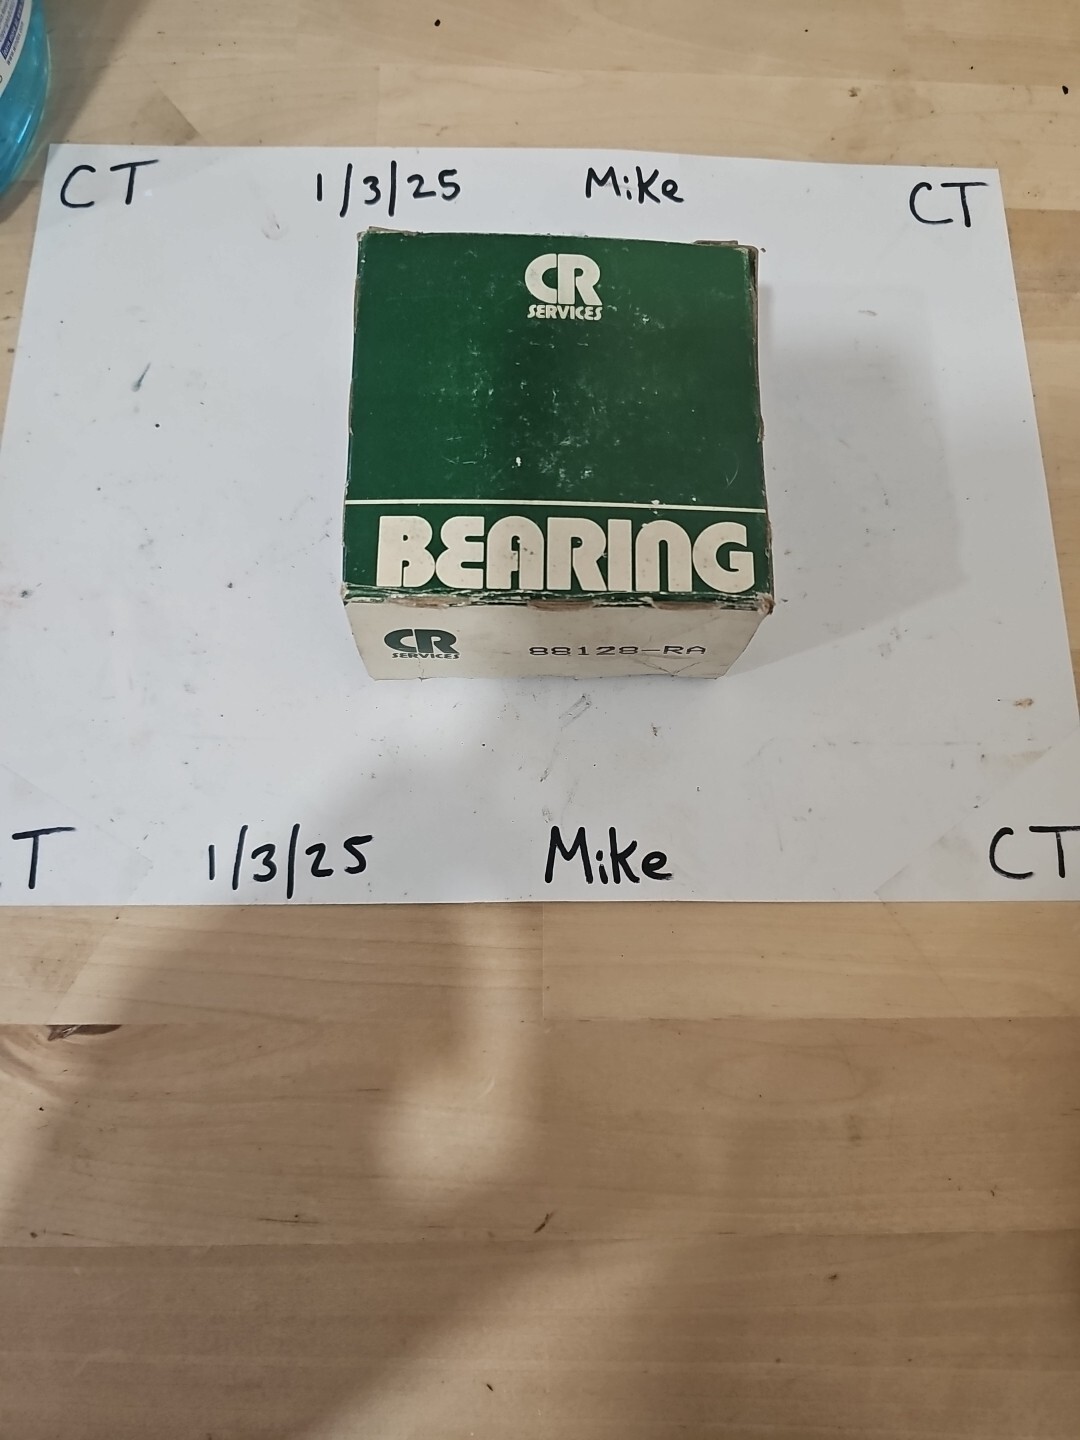 CT 1/3/25 Mike CT
CR
SERVICES
BEARING
CR
SERVICES
88128-RA
T 1/3/25 Mike CT